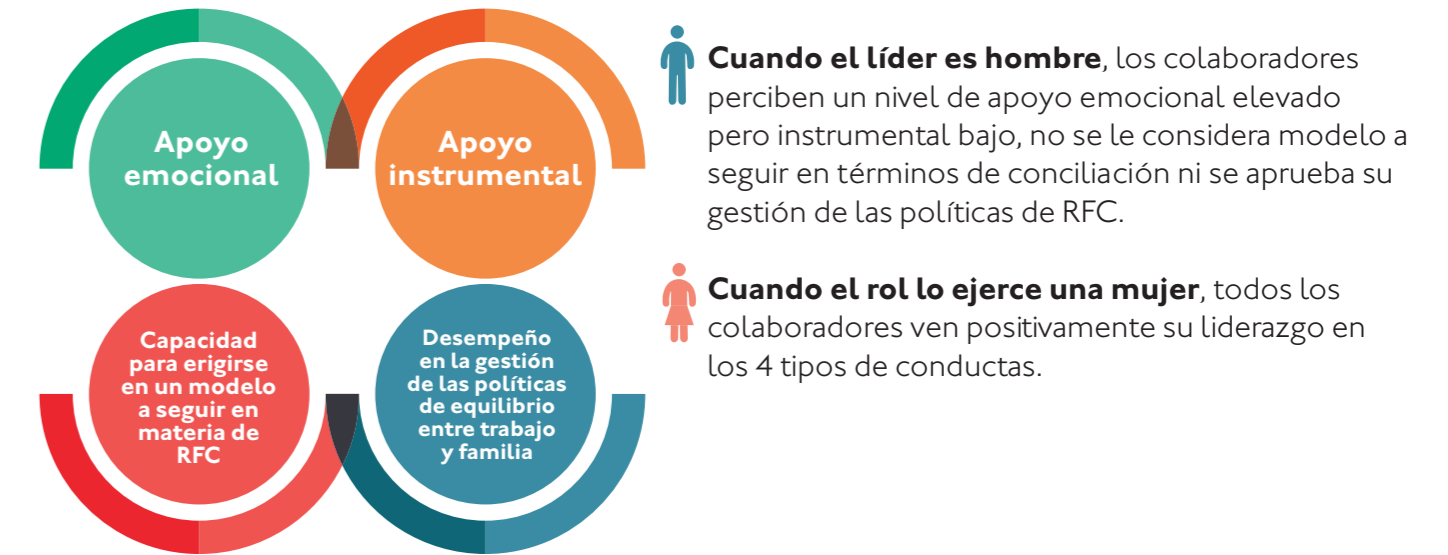 Apoyo
emocional
Apoyo
instrumental
Capacidad
para erigirse
en un modelo
a seguir en
materia de
RFC
Desempeño
en la gestión
de las políticas
de equilibrio
entre trabajo
y familia
Cuando el líder es hombre, los colaboradores
perciben un nivel de apoyo emocional elevado
pero instrumental bajo, no se le considera modelo a
seguir en términos de conciliación ni se aprueba su
gestión de las políticas de RFC.
Cuando el rol lo ejerce una mujer, todos los
colaboradores ven positivamente su liderazgo en
los 4 tipos de conductas.